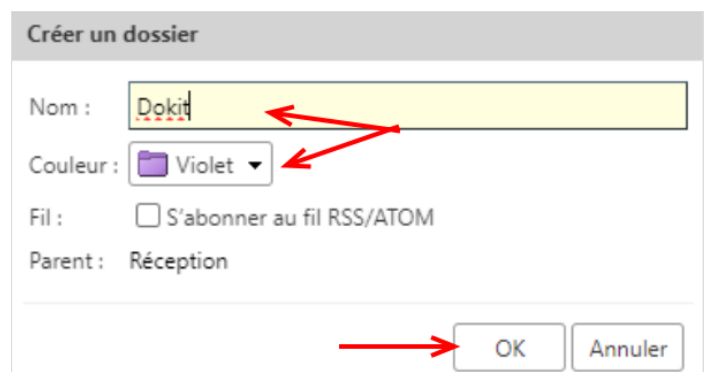 Créer un dossier
Nom : Dokit
Couleur : Violet
Fil : S'abonner au fil RSS/ATOM
Parent : Réception
OK Annuler